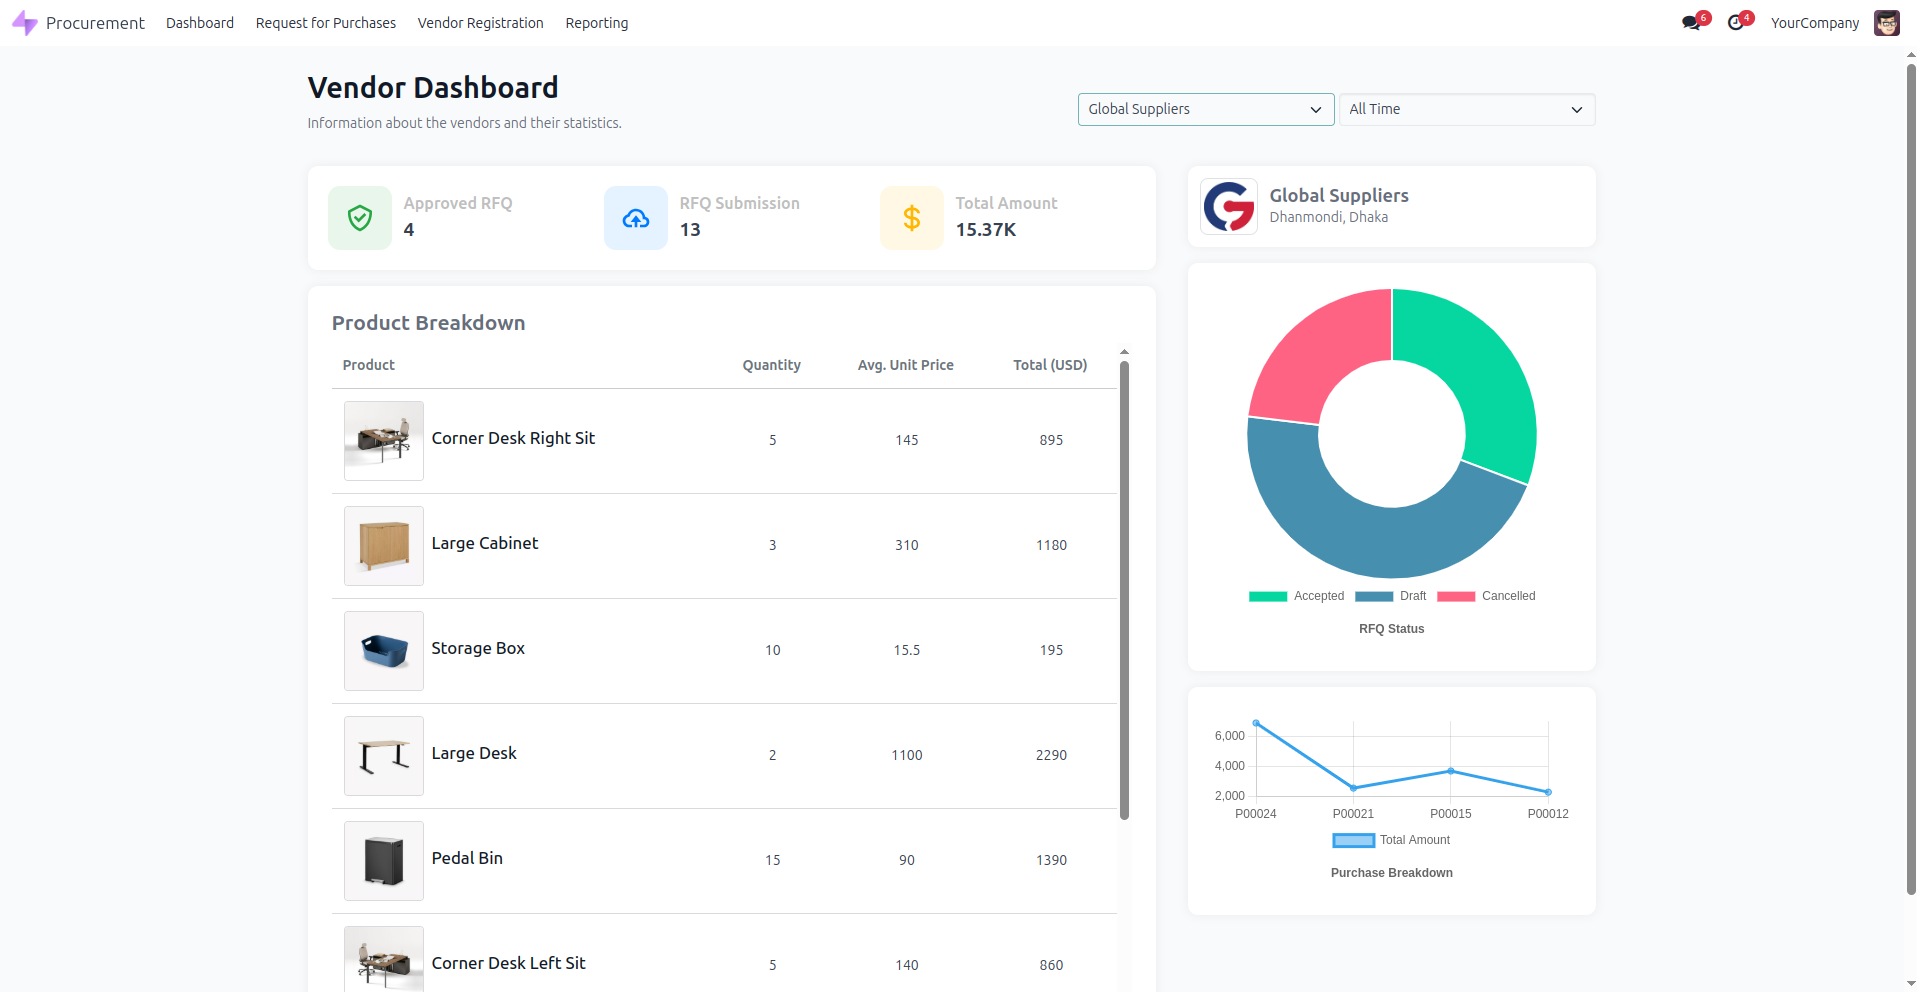 Procurement Dashboard Request for Purchases Vendor Registration Reporting 6 4 YourCompany
Vendor Dashboard
Information about the vendors and their statistics.
Global Suppliers All Time
Approved RFQ
4
RFQ Submission
13
Total Amount
15.37K
Global Suppliers
Dhanmondi, Dhaka
Product Breakdown
Product Quantity Avg. Unit Price Total (USD)
Corner Desk Right Sit 5 145 895
Large Cabinet 3 310 1180
Storage Box 10 15.5 195
Large Desk 2 1100 2290
Pedal Bin 15 90 1390
Corner Desk Left Sit 5 140 860
Accepted Draft Cancelled
RFQ Status
6,000
4,000
2,000
P00024 P00021 P00015 P00012
Total Amount
Purchase Breakdown